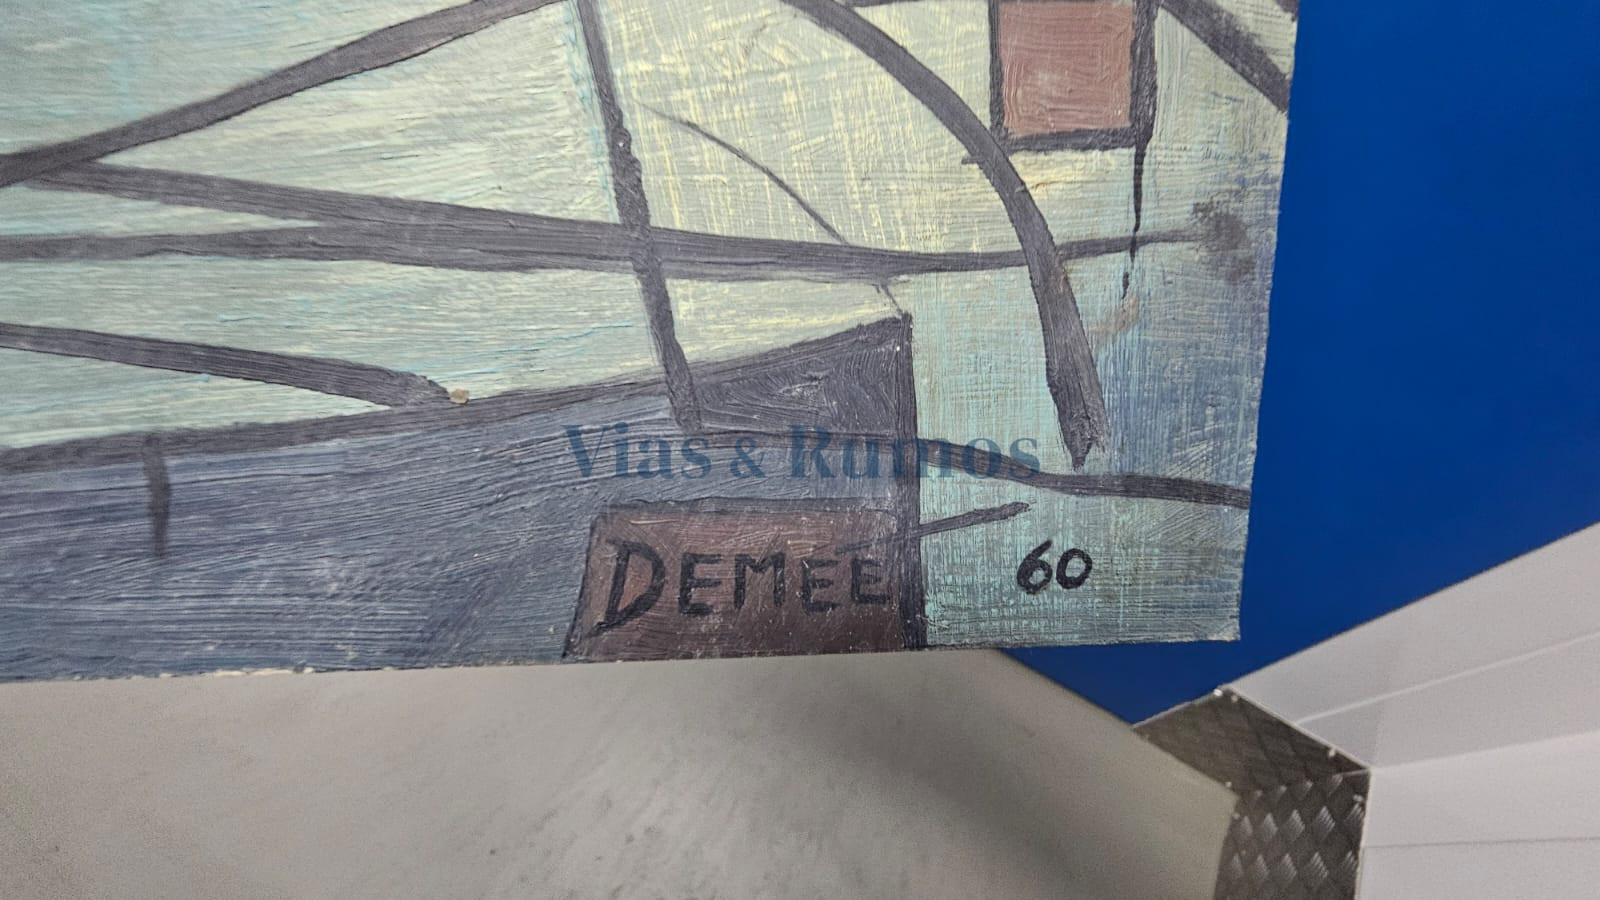 Vias & Rumos
DEMEE 60